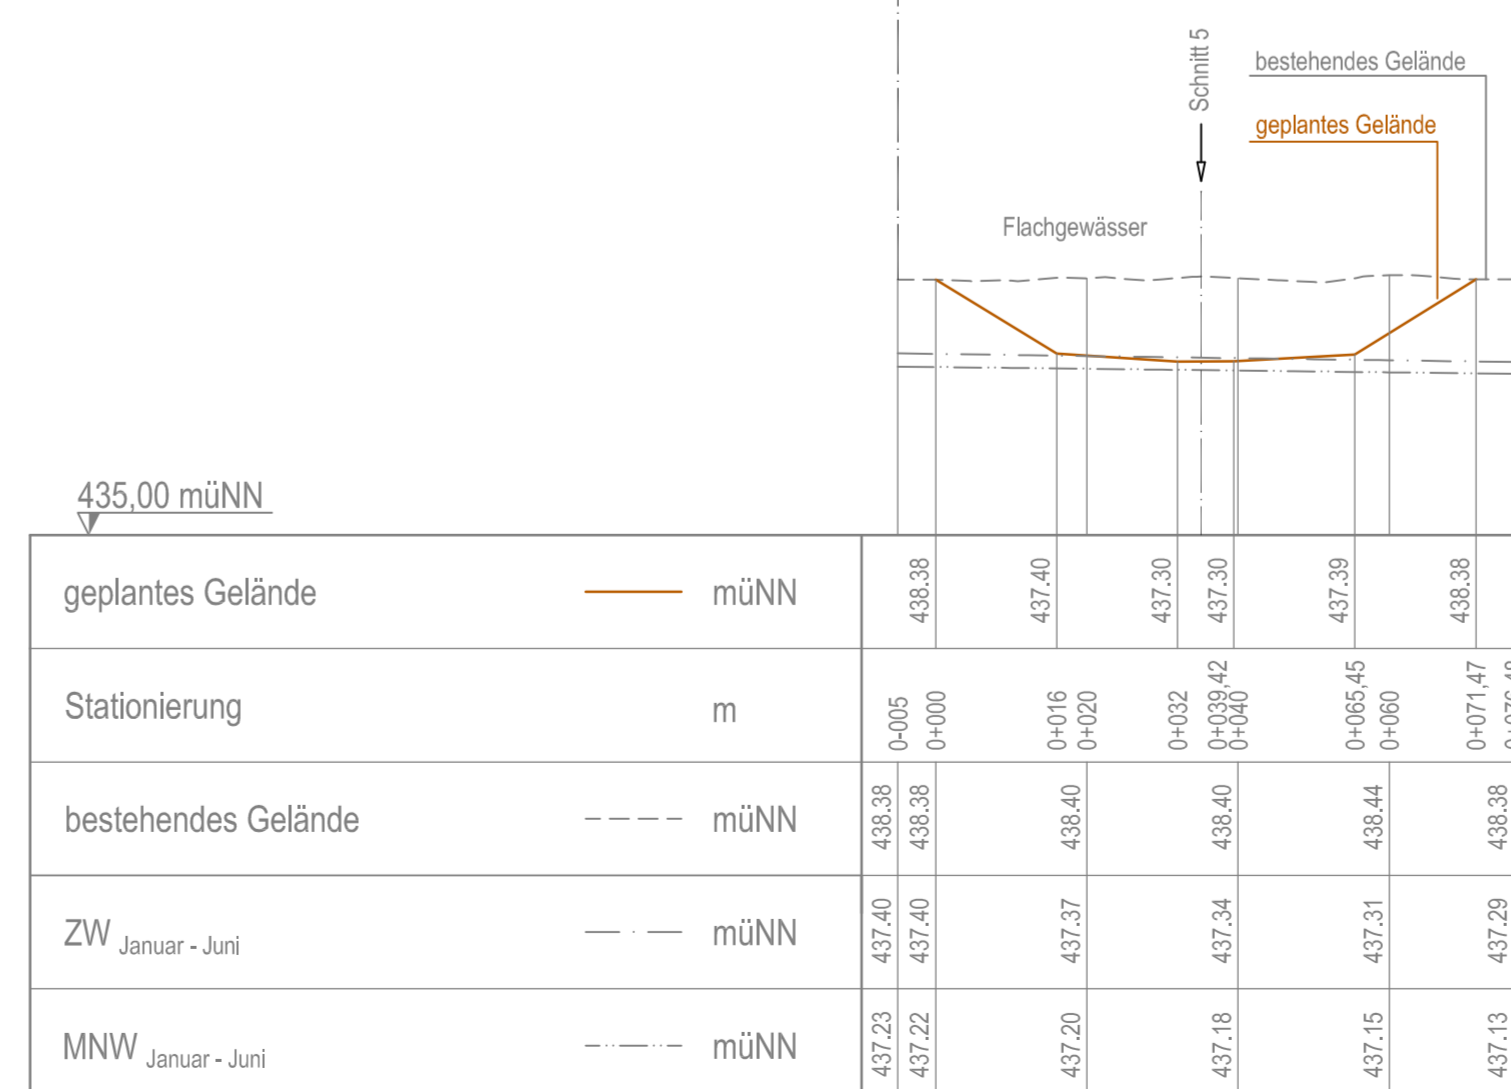 Schnitt 5
bestehendes Gelände
geplantes Gelände
Flachgewässer
435,00 müNN
geplantes Gelände müNN 438.38 437.40 437.30 437.30 437.39 438.38
Stationierung m 0-005 0+000 0+016 0+020 0+032 0+039,42 0+040 0+065,45 0+060 0+071,47
bestehendes Gelände müNN 438.38 438.38 438.40 438.40 438.44 438.38
ZW Januar - Juni müNN 437.40 437.40 437.37 437.34 437.31 437.29
MNW Januar - Juni müNN 437.23 437.22 437.20 437.18 437.15 437.13